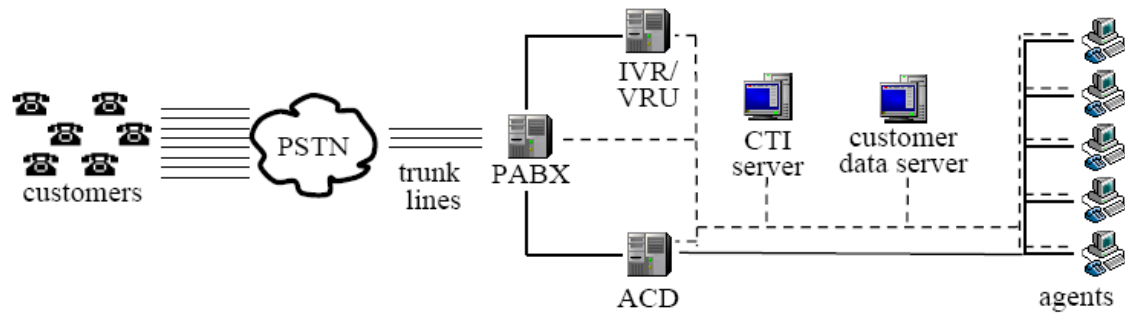 customers
PSTN
trunk
lines
PABX
IVR/
VRU
ACD
CTI
server
customer
data server
agents